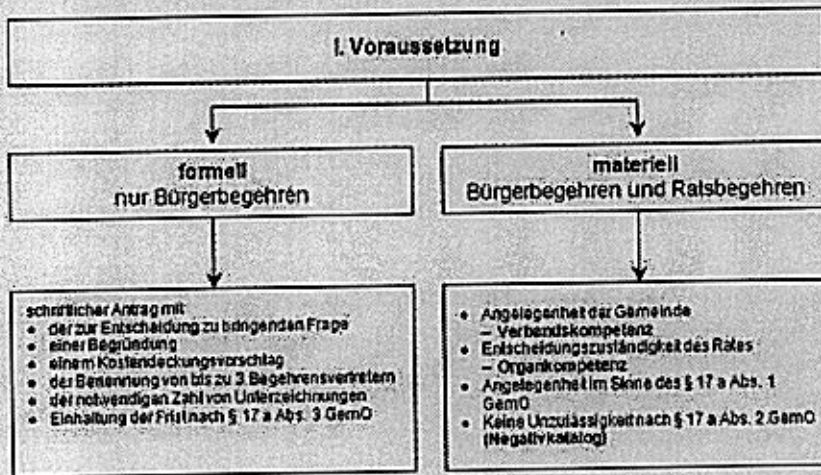 I. Voraussetzung
formell
nur Bürgerbegehren
materiell
Bürgerbegehren und Ratsbegehren
schriftlicher Antrag mit
• der zur Entscheidung zu bringenden Frage
• einer Begründung
• einem Kostendeckungsvorschlag
• der Benennung von bis zu 3 Begehrensvertretern
• der notwendigen Zahl von Unterzeichnungen
• Einhaltung der Frist nach § 17 a Abs. 3 GemO
• Angelegenheit der Gemeinde
– Verbandskompetenz
• Entscheidungszuständigkeit des Rates
– Organkompetenz
• Angelegenheit im Sinne des § 17 a Abs. 1
GemO
• Keine Unzulässigkeit nach § 17 a Abs. 2 GemO
(Negativkatalog)